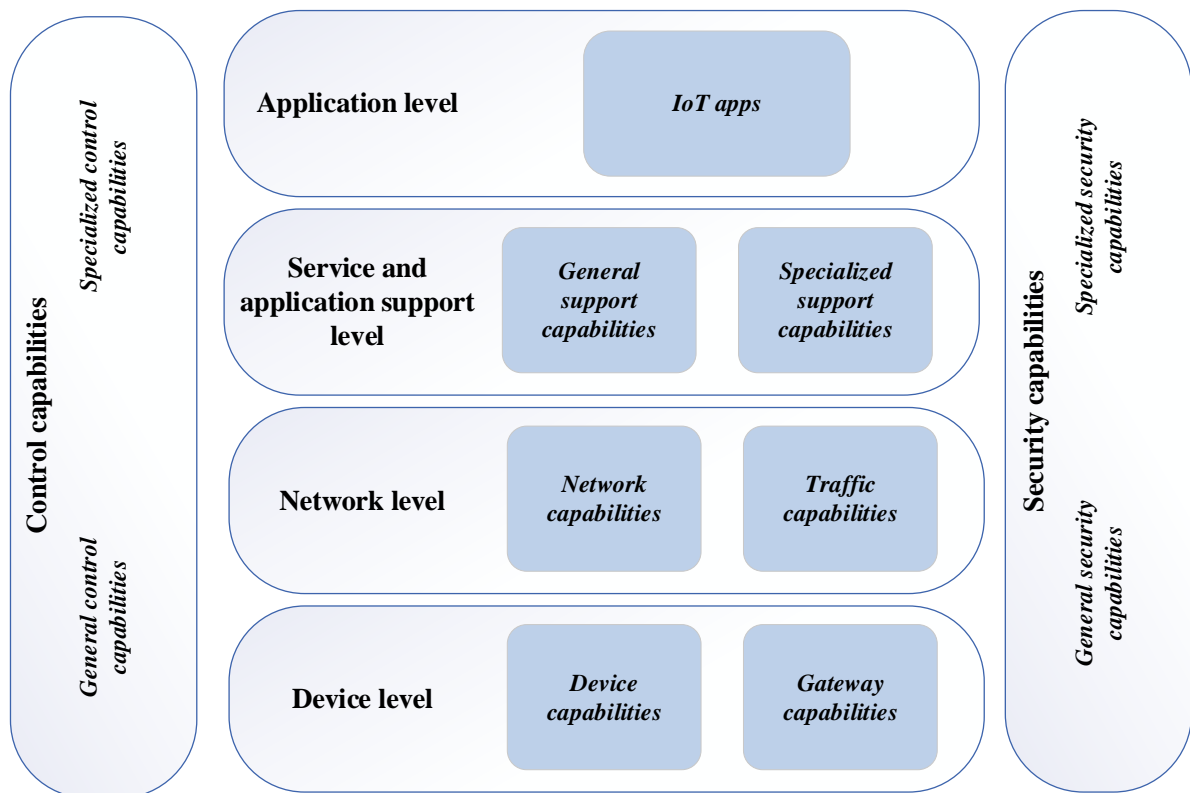 Control capabilities
Specialized control
capabilities
General control
capabilities
Application level
IoT apps
Service and
application support
level
General
support
capabilities
Specialized
support
capabilities
Network level
Network
capabilities
Traffic
capabilities
Device level
Device
capabilities
Gateway
capabilities
Security capabilities
Specialized security
capabilities
General security
capabilities